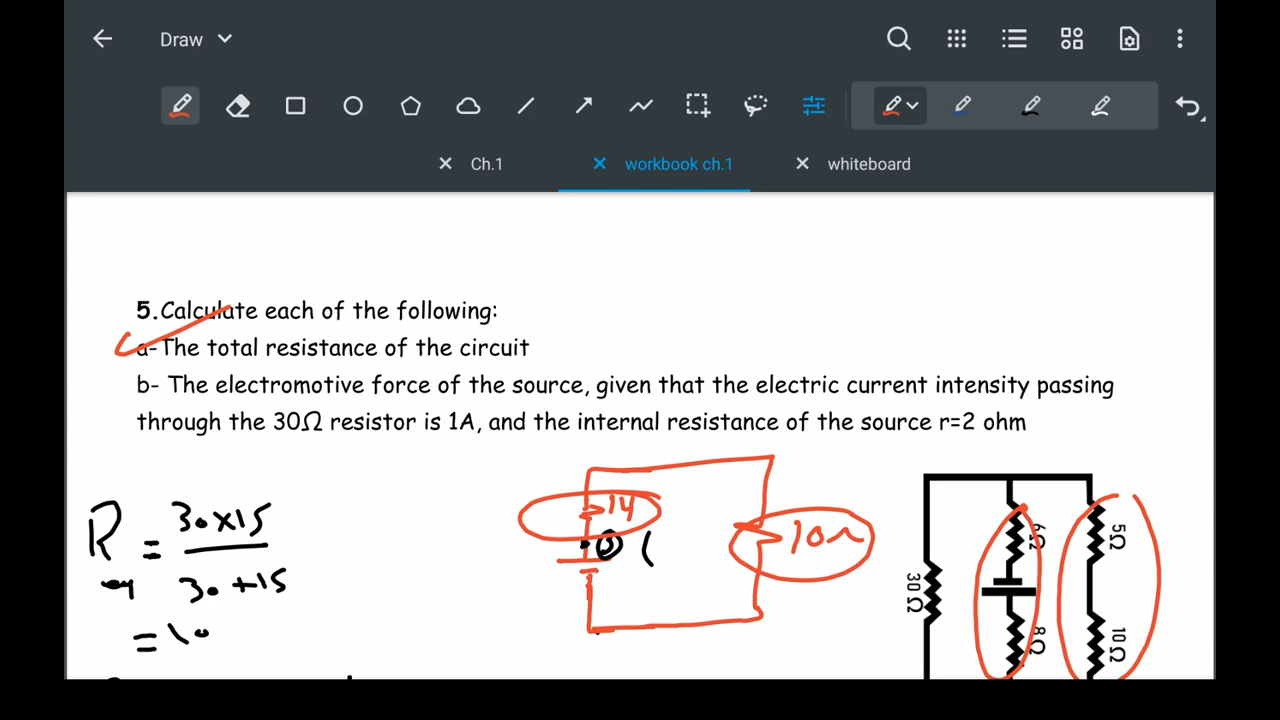 Draw
Ch.1
workbook ch.1
whiteboard
5.Calculate each of the following:
a-The total resistance of the circuit
b- The electromotive force of the source, given that the electric current intensity passing
through the 30Ω resistor is 1A, and the internal resistance of the source r=2 ohm
R = 30×15
30+15
=10
14
10Ω
30 Ω
6Ω
8 Ω
5Ω
10 Ω